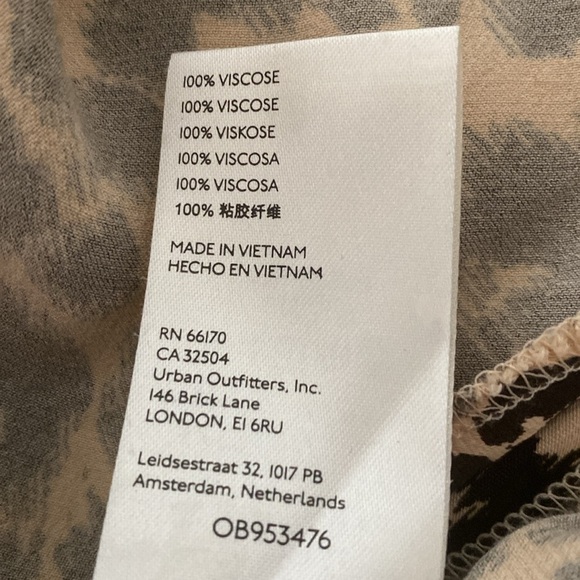 100% VISCOSE
100% VISCOSE
100% VISKOSE
100% VISCOSA
100% VISCOSA
100% 粘胶纤维
MADE IN VIETNAM
HECHO EN VIETNAM
RN 66170
CA 32504
Urban Outfitters, Inc.
146 Brick Lane
LONDON, E1 6RU
Leidsestraat 32, 1017 PB
Amsterdam, Netherlands
OB953476